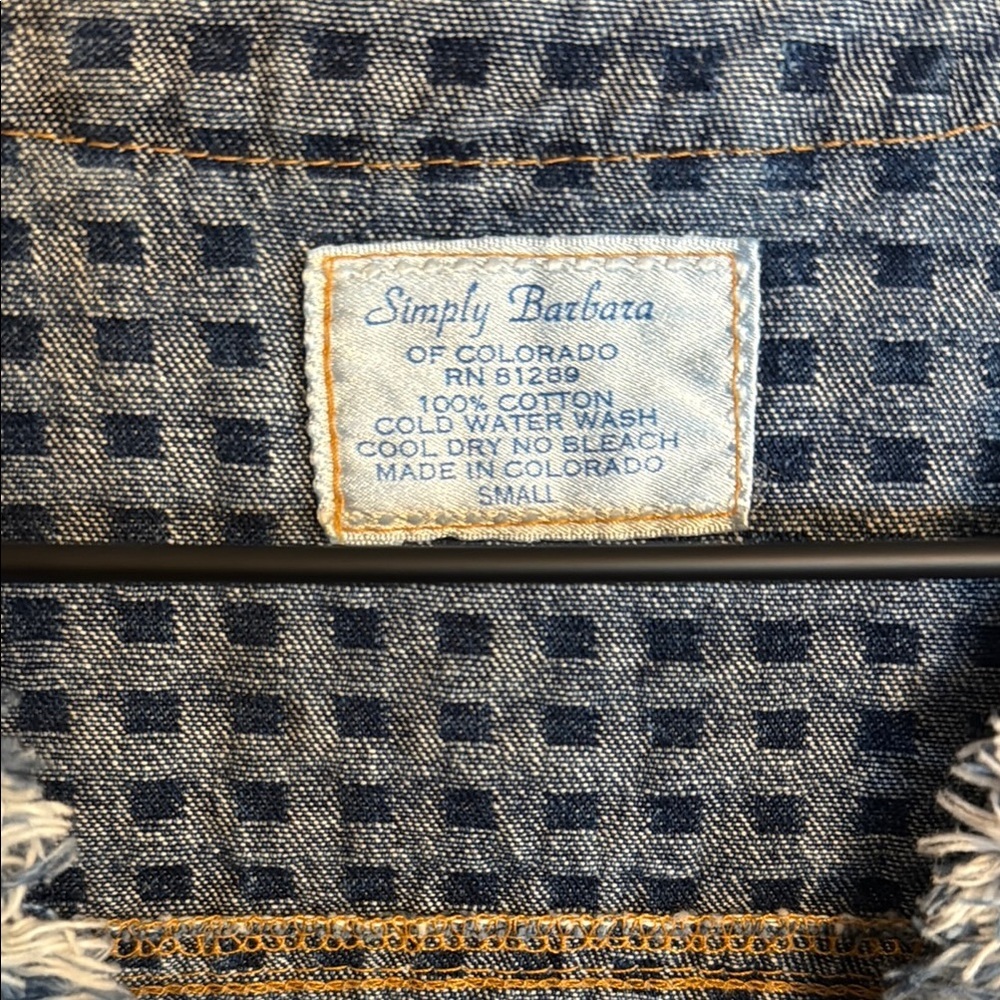 Simply Barbara
OF COLORADO
RN 81289
100% COTTON
COLD WATER WASH
COOL DRY NO BLEACH
MADE IN COLORADO
SMALL